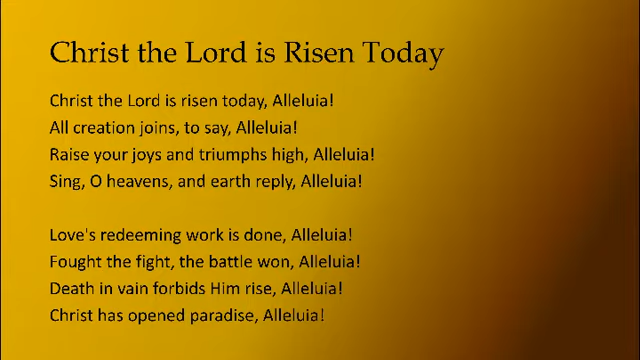 Christ the Lord is Risen Today
Christ the Lord is risen today, Alleluia!
All creation joins, to say, Alleluia!
Raise your joys and triumphs high, Alleluia!
Sing, O heavens, and earth reply, Alleluia!
Love's redeeming work is done, Alleluia!
Fought the fight, the battle won, Alleluia!
Death in vain forbids Him rise, Alleluia!
Christ has opened paradise, Alleluia!